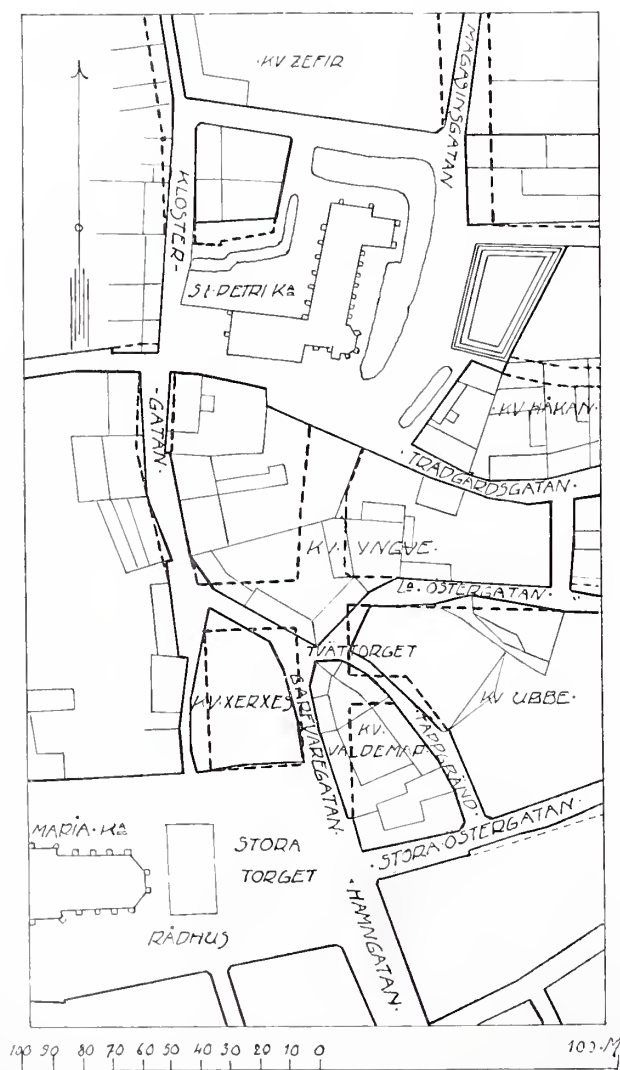 ·KV ZEFIR
MAGASINSGATAN
KLOSTER-
St. PETRI Ka
-GATAN·
·KV HÅKAN·
·TRÄDGÅRDSGATAN·
KV. YNGVE·
La. ÖSTERGATAN·
TVÄTTORGET
KV·XERXES
BARFVAREGATAN·
KV.
VALDEMAR
KAPPGRÄND·
KV UBBE·
·STORA·ÖSTERGATAN·
MARIA·Ka
STORA
TORGET
RÅDHUS
·HAMNGATAN·
100 90 80 70 60 50 40 30 20 10 0 100·M